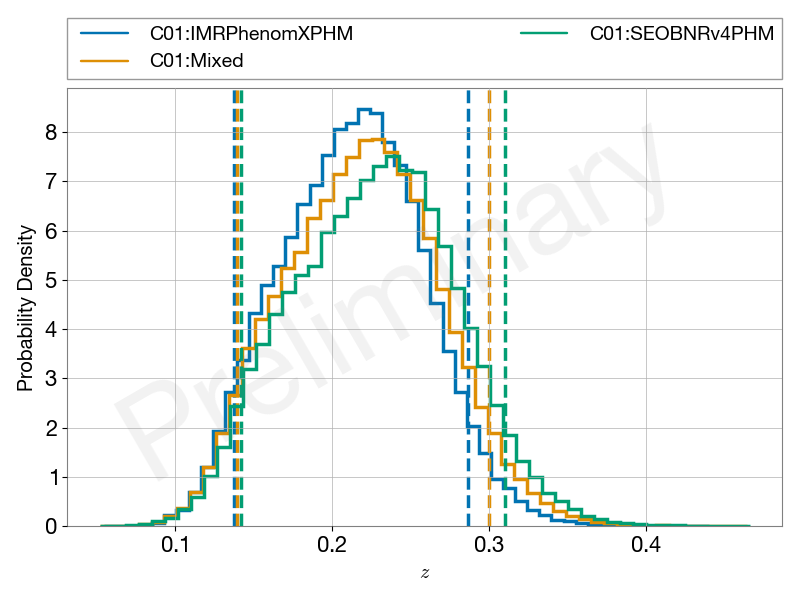 C01:IMRPhenomXPHM
C01:SEOBNRv4PHM
C01:Mixed
Probability Density
8
7
6
5
4
3
2
1
0
Preliminary
0.1 0.2 0.3 0.4
z